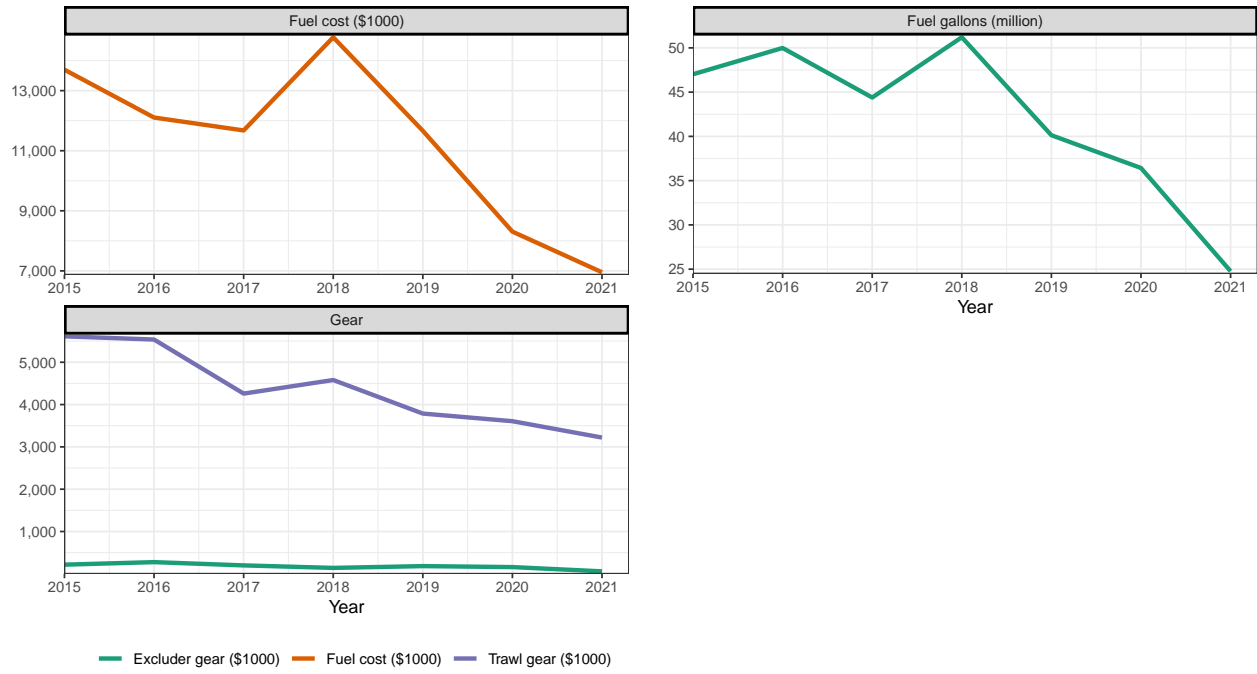 Fuel cost ($1000)
13,000
11,000
9,000
7,000
2015 2016 2017 2018 2019 2020 2021
Fuel gallons (million)
50
45
40
35
30
25
2015 2016 2017 2018 2019 2020 2021
Year
Gear
5,000
4,000
3,000
2,000
1,000
2015 2016 2017 2018 2019 2020 2021
Year
Excluder gear ($1000) Fuel cost ($1000) Trawl gear ($1000)